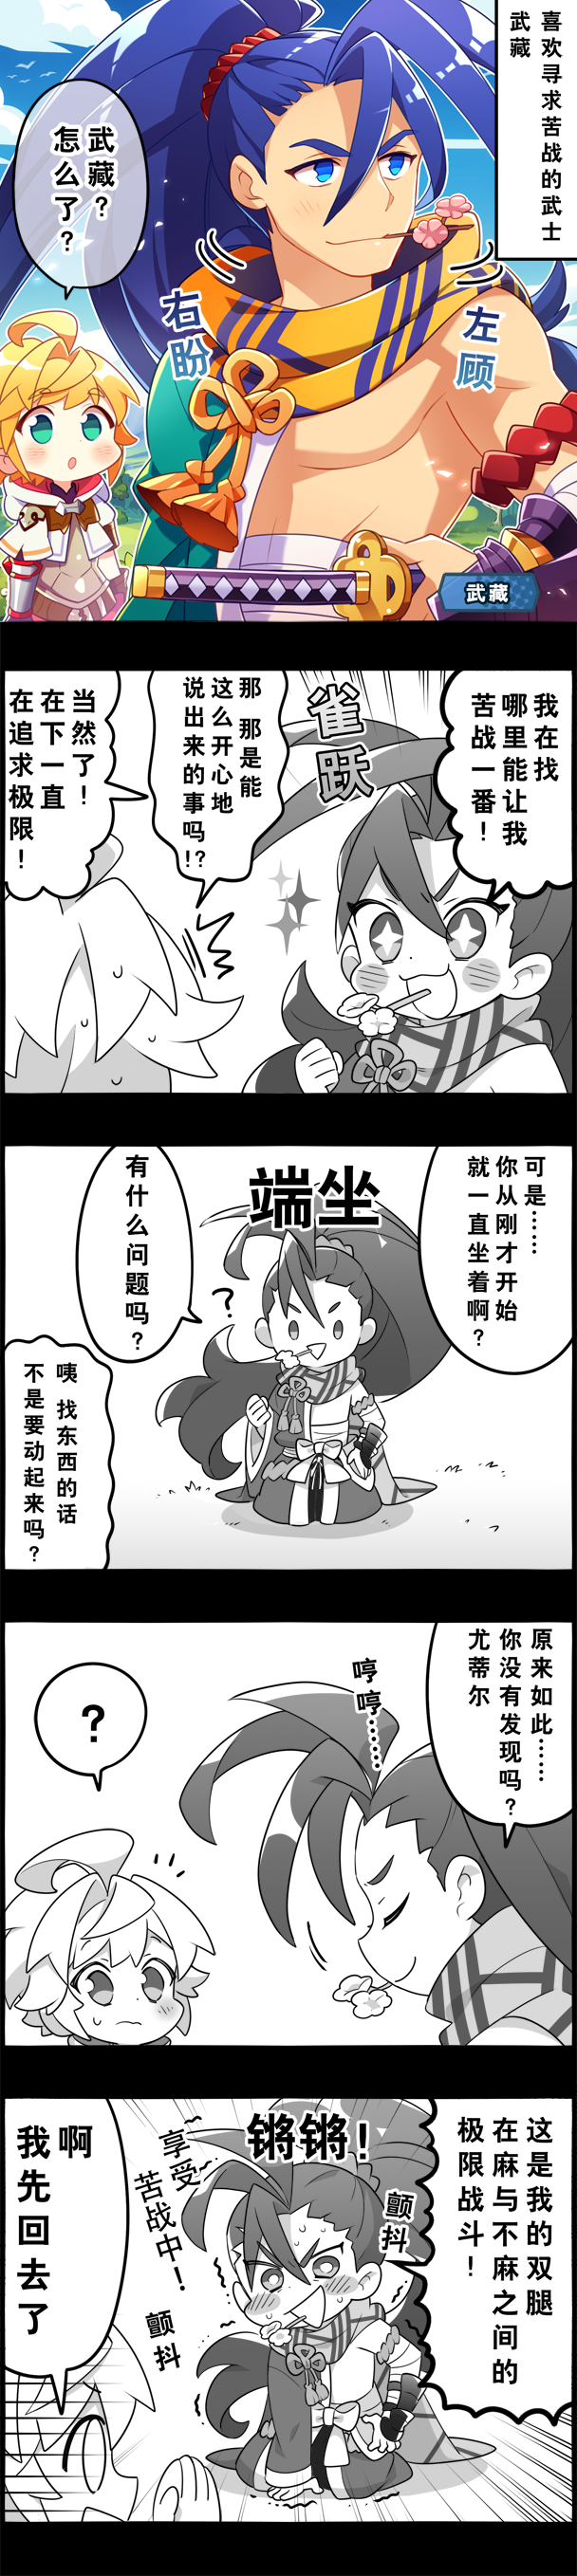 喜欢寻求苦战的武士
武藏
武藏？
怎么了？
左顾
右盼
武藏
我在找
哪里能让我
苦战一番！
雀跃
那 那是能
这么开心地
说出来的事吗!?
当然了！
在下一直
在追求极限！
可是……
你从刚才开始
就一直坐着啊？
端坐
？
有什么问题吗？
咦 找东西的话
不是要动起来吗？
原来如此……
你没有发现吗？
尤蒂尔
哼哼……
？
这是我的双腿
在麻与不麻之间的
极限战斗！
锵锵！
颤抖
享受
苦战中！
颤抖
啊
我先回去了